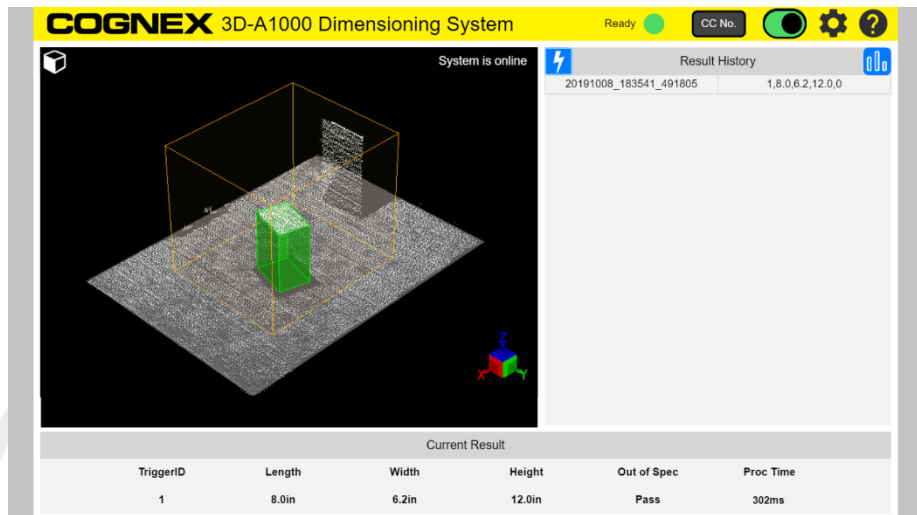 COGNEX 3D-A1000 Dimensioning System
Ready
CC No.
System is online
Result History
20191008_183541_491805 1,8.0,6.2,12.0,0
Z
X Y
Current Result
TriggerID Length Width Height Out of Spec Proc Time
1 8.0in 6.2in 12.0in Pass 302ms